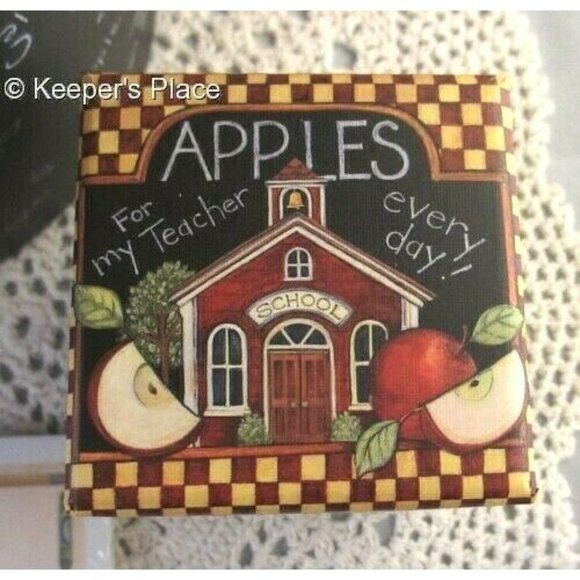 © Keeper's Place
APPLES
For my Teacher
every day!!
SCHOOL